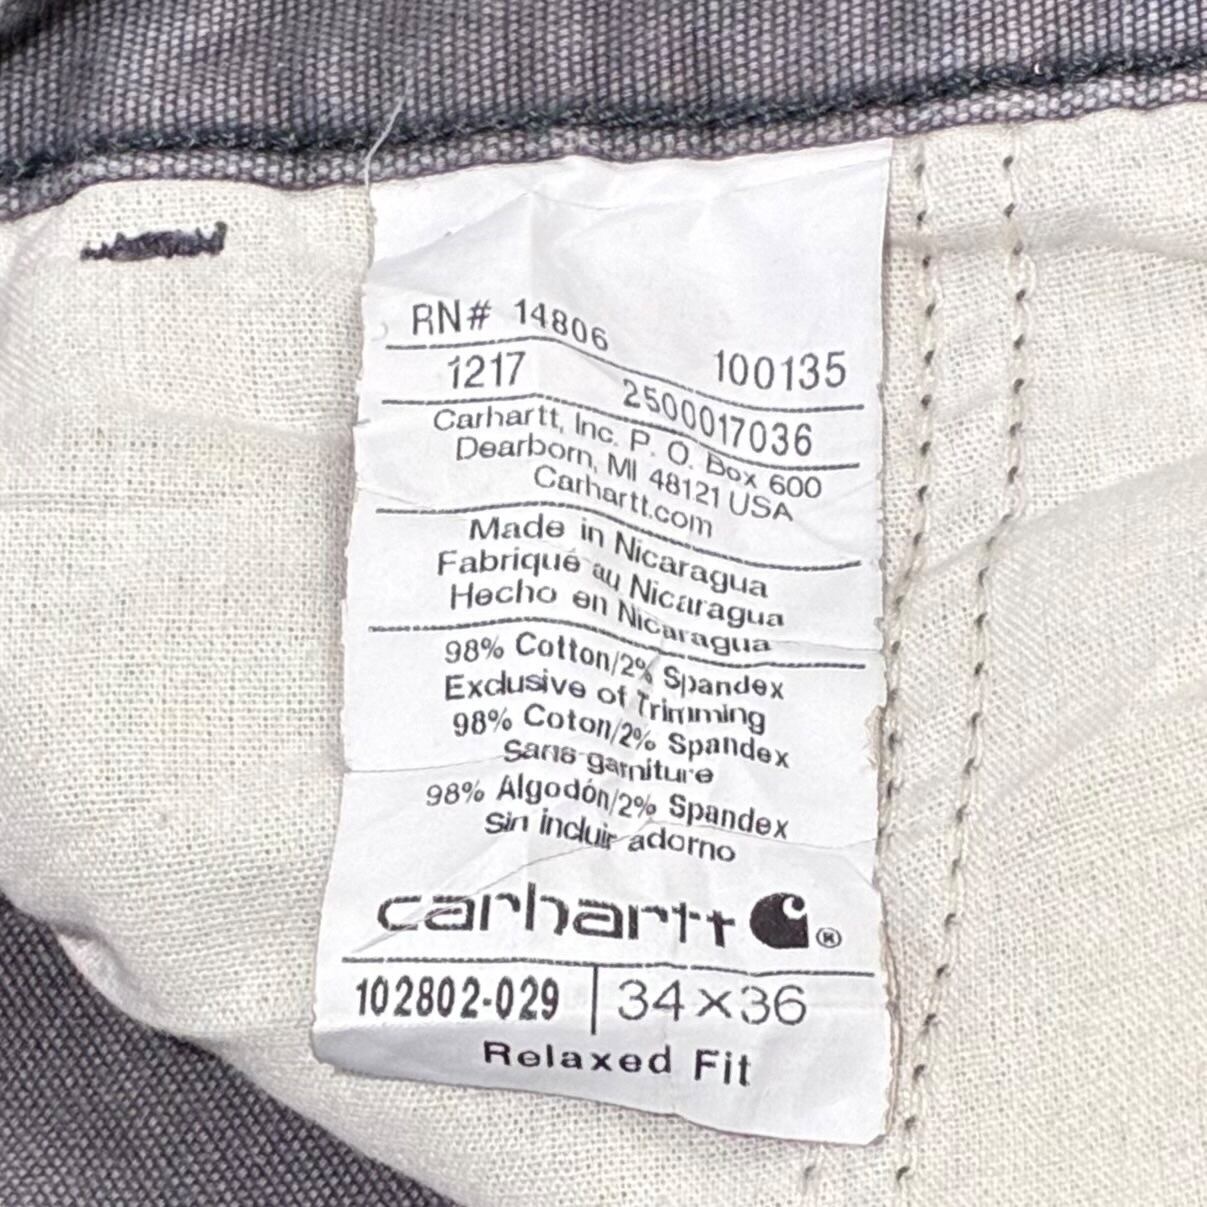 RN# 14806
1217 100135
2500017036
Carhartt, Inc. P. O. Box 600
Dearborn, MI 48121 USA
Carhartt.com
Made in Nicaragua
Fabriqué au Nicaragua
Hecho en Nicaragua
98% Cotton/2% Spandex
Exclusive of Trimming
98% Coton/2% Spandex
Sans garniture
98% Algodón/2% Spandex
Sin incluir adorno
carhartt ®
102802-029 34×36
Relaxed Fit